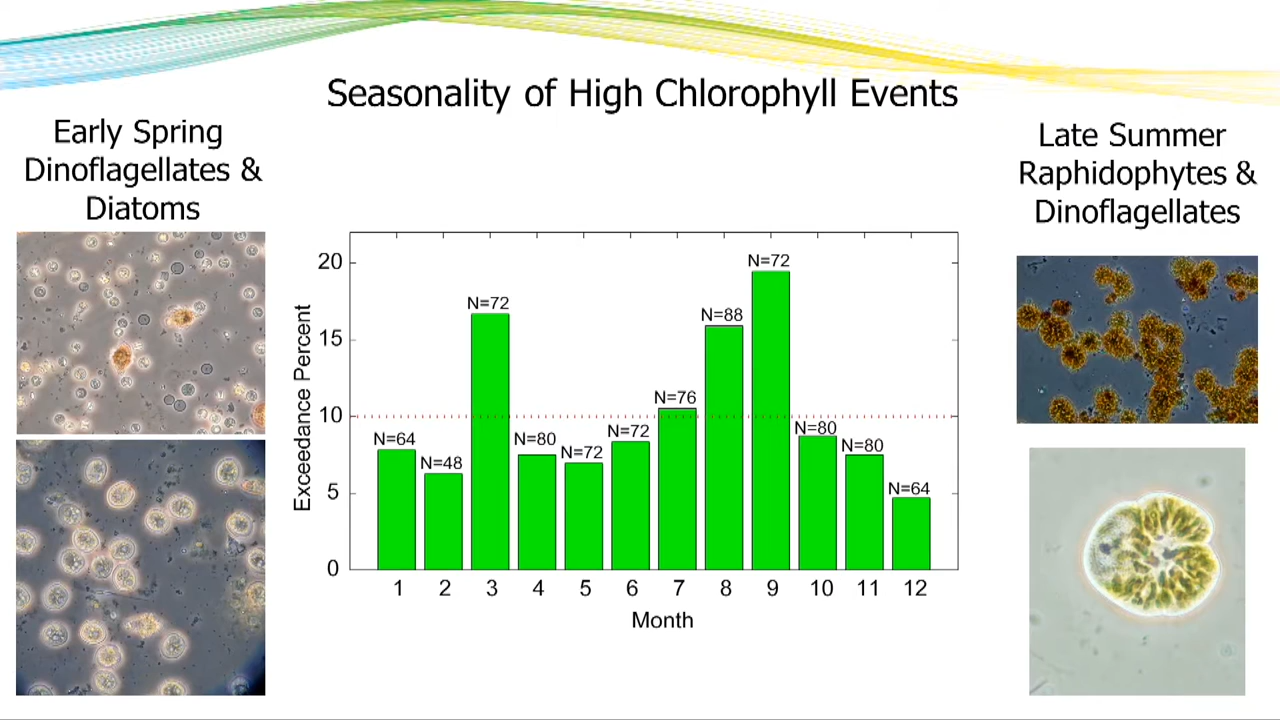 Seasonality of High Chlorophyll Events
Early Spring
Dinoflagellates &
Diatoms
Late Summer
Raphidophytes &
Dinoflagellates
Exceedance Percent
20
15
10
5
0
N=64
N=48
N=72
N=80
N=72
N=72
N=76
N=88
N=72
N=80
N=80
N=64
1 2 3 4 5 6 7 8 9 10 11 12
Month